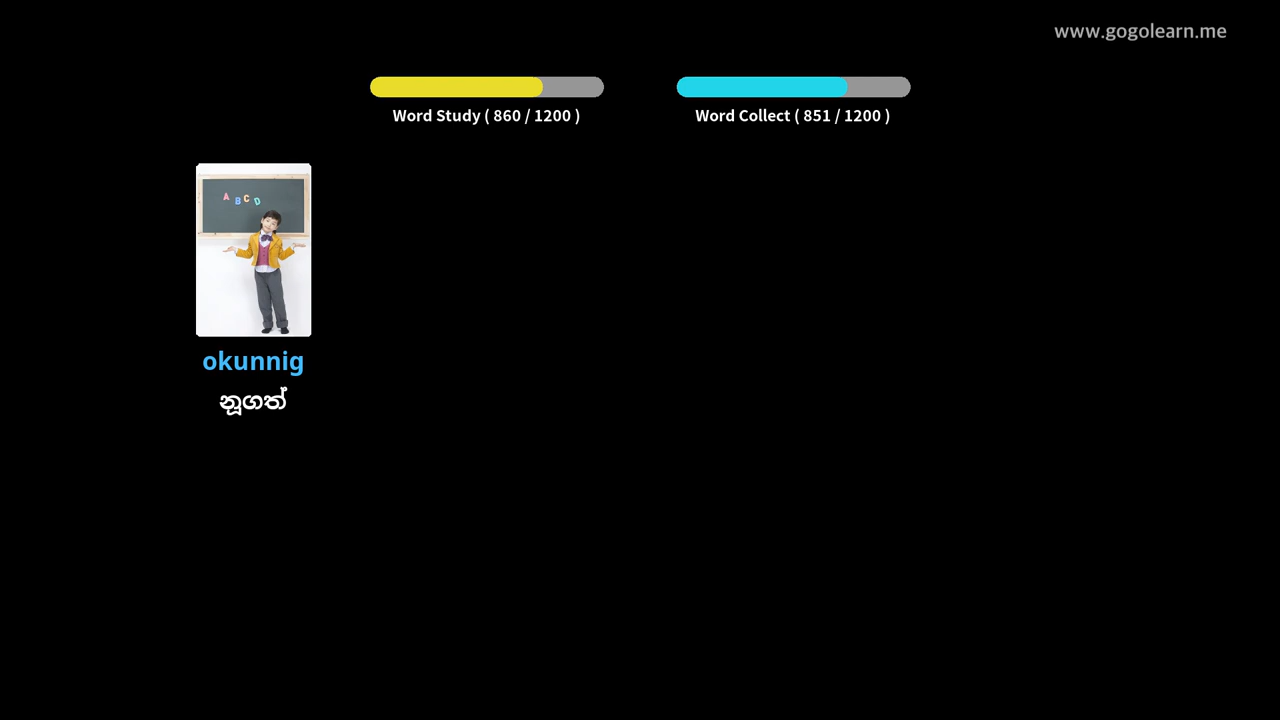 www.gogolearn.me
Word Study ( 860 / 1200 )
Word Collect ( 851 / 1200 )
A B C D
okunnig
නූගත්